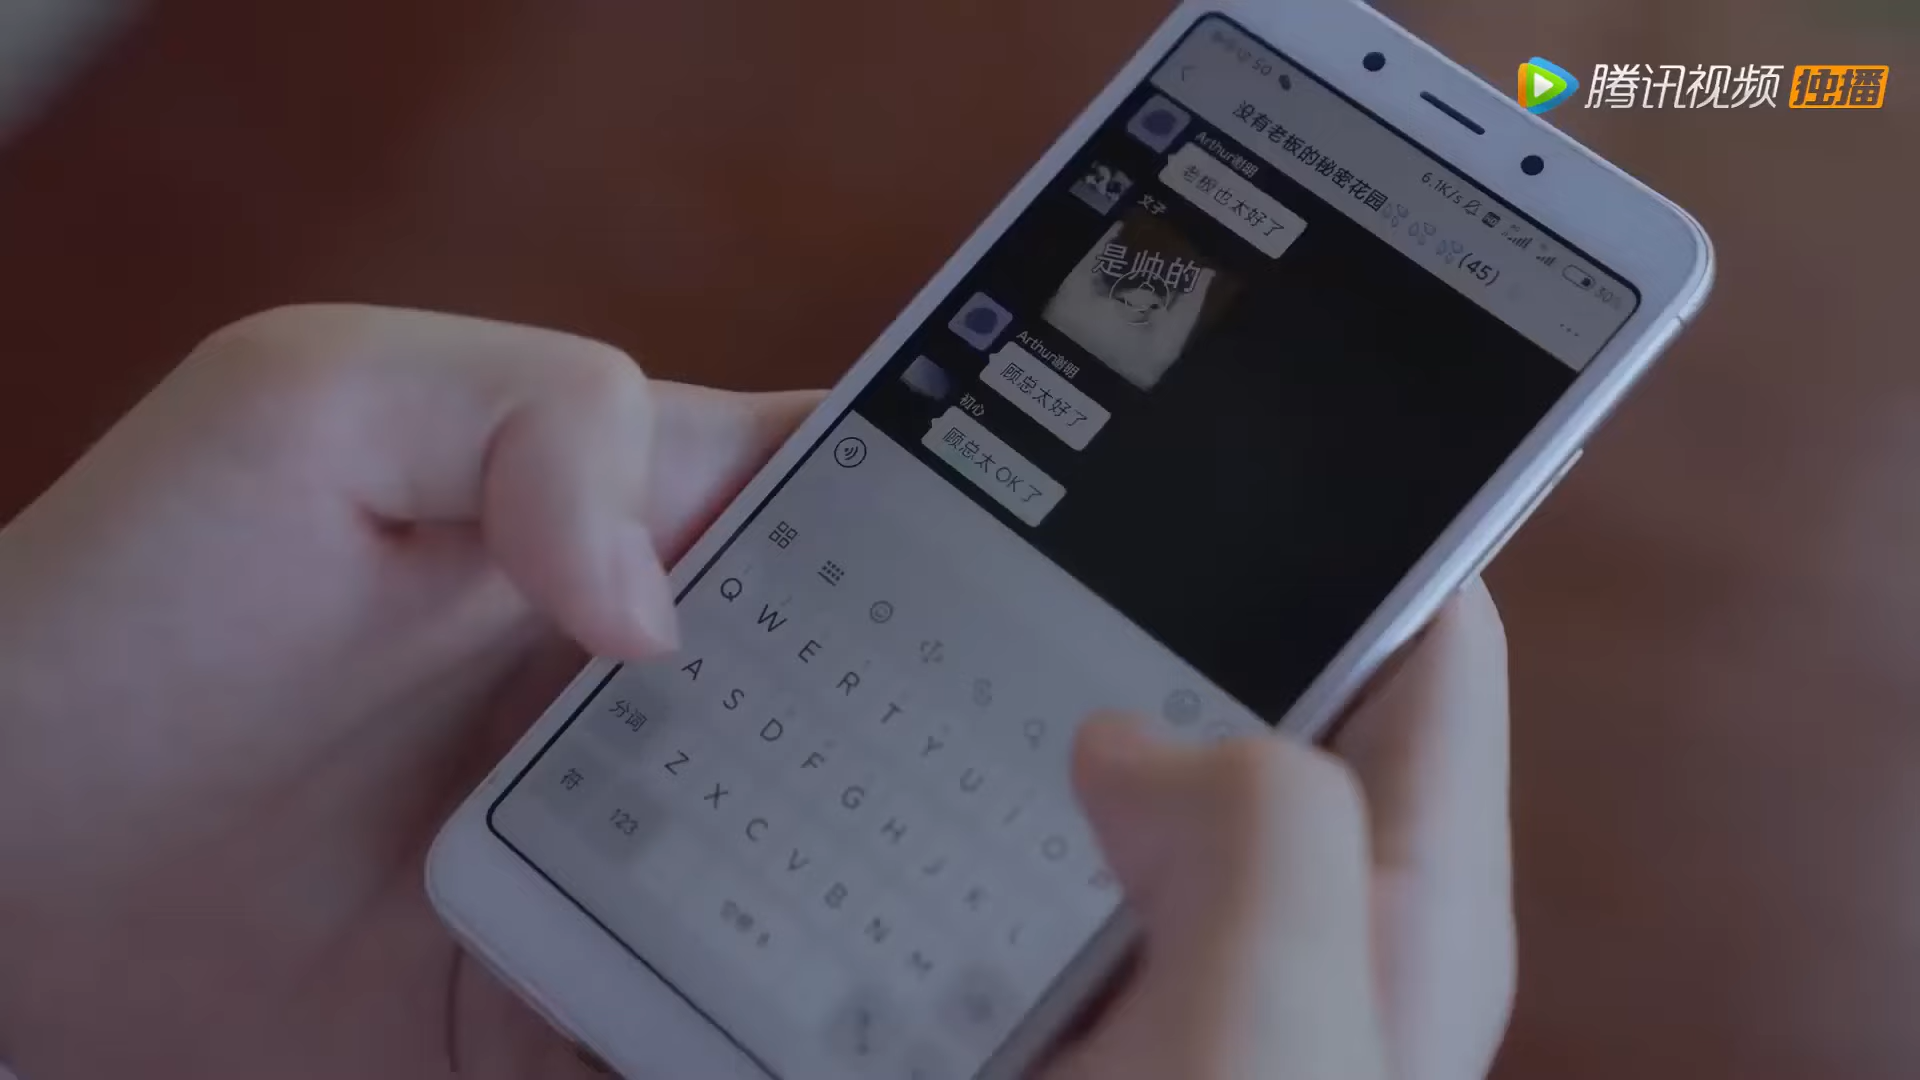 腾讯视频 独播
6.1K/s
没有老板的秘密花园
(45)
Arthur谢明
老板也太好了
文子
是帅的
Arthur谢明
顾总太好了
初心
顾总太OK了
Q W E R T Y U I O
A S D F G H J K L
分词 Z X C V B N M
符 123